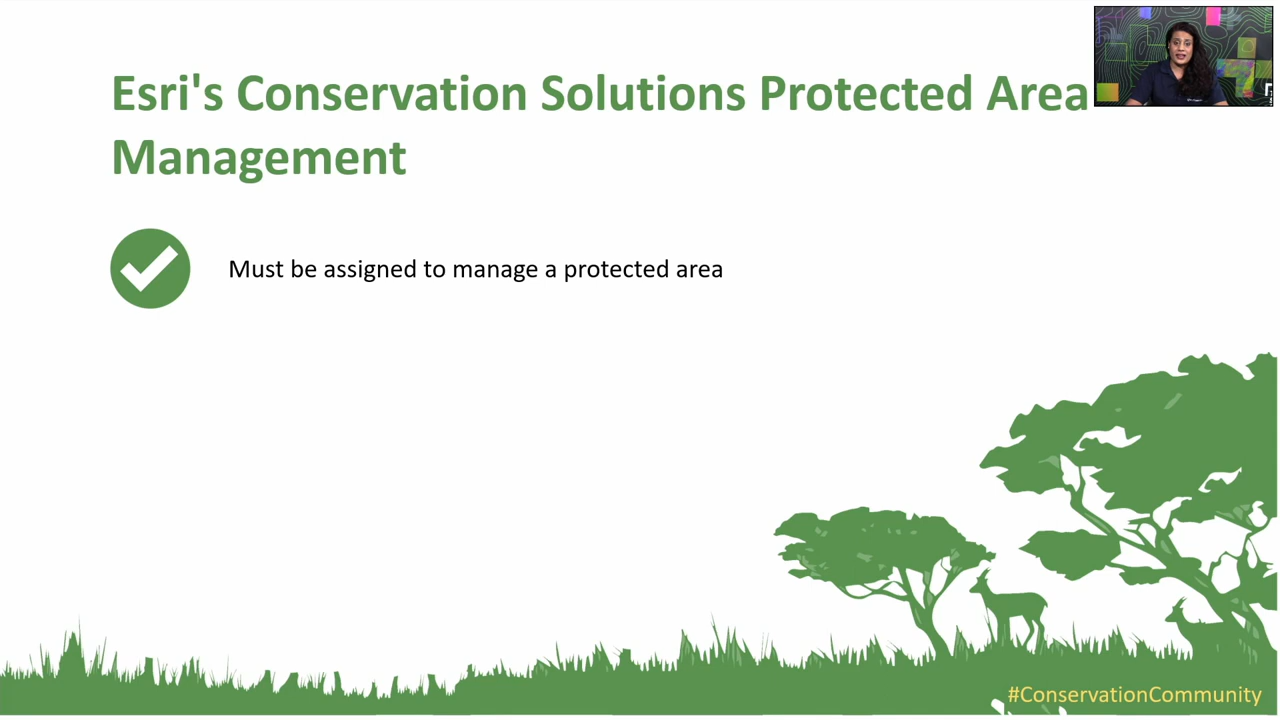 Esri's Conservation Solutions Protected Area
Management
Must be assigned to manage a protected area
#ConservationCommunity